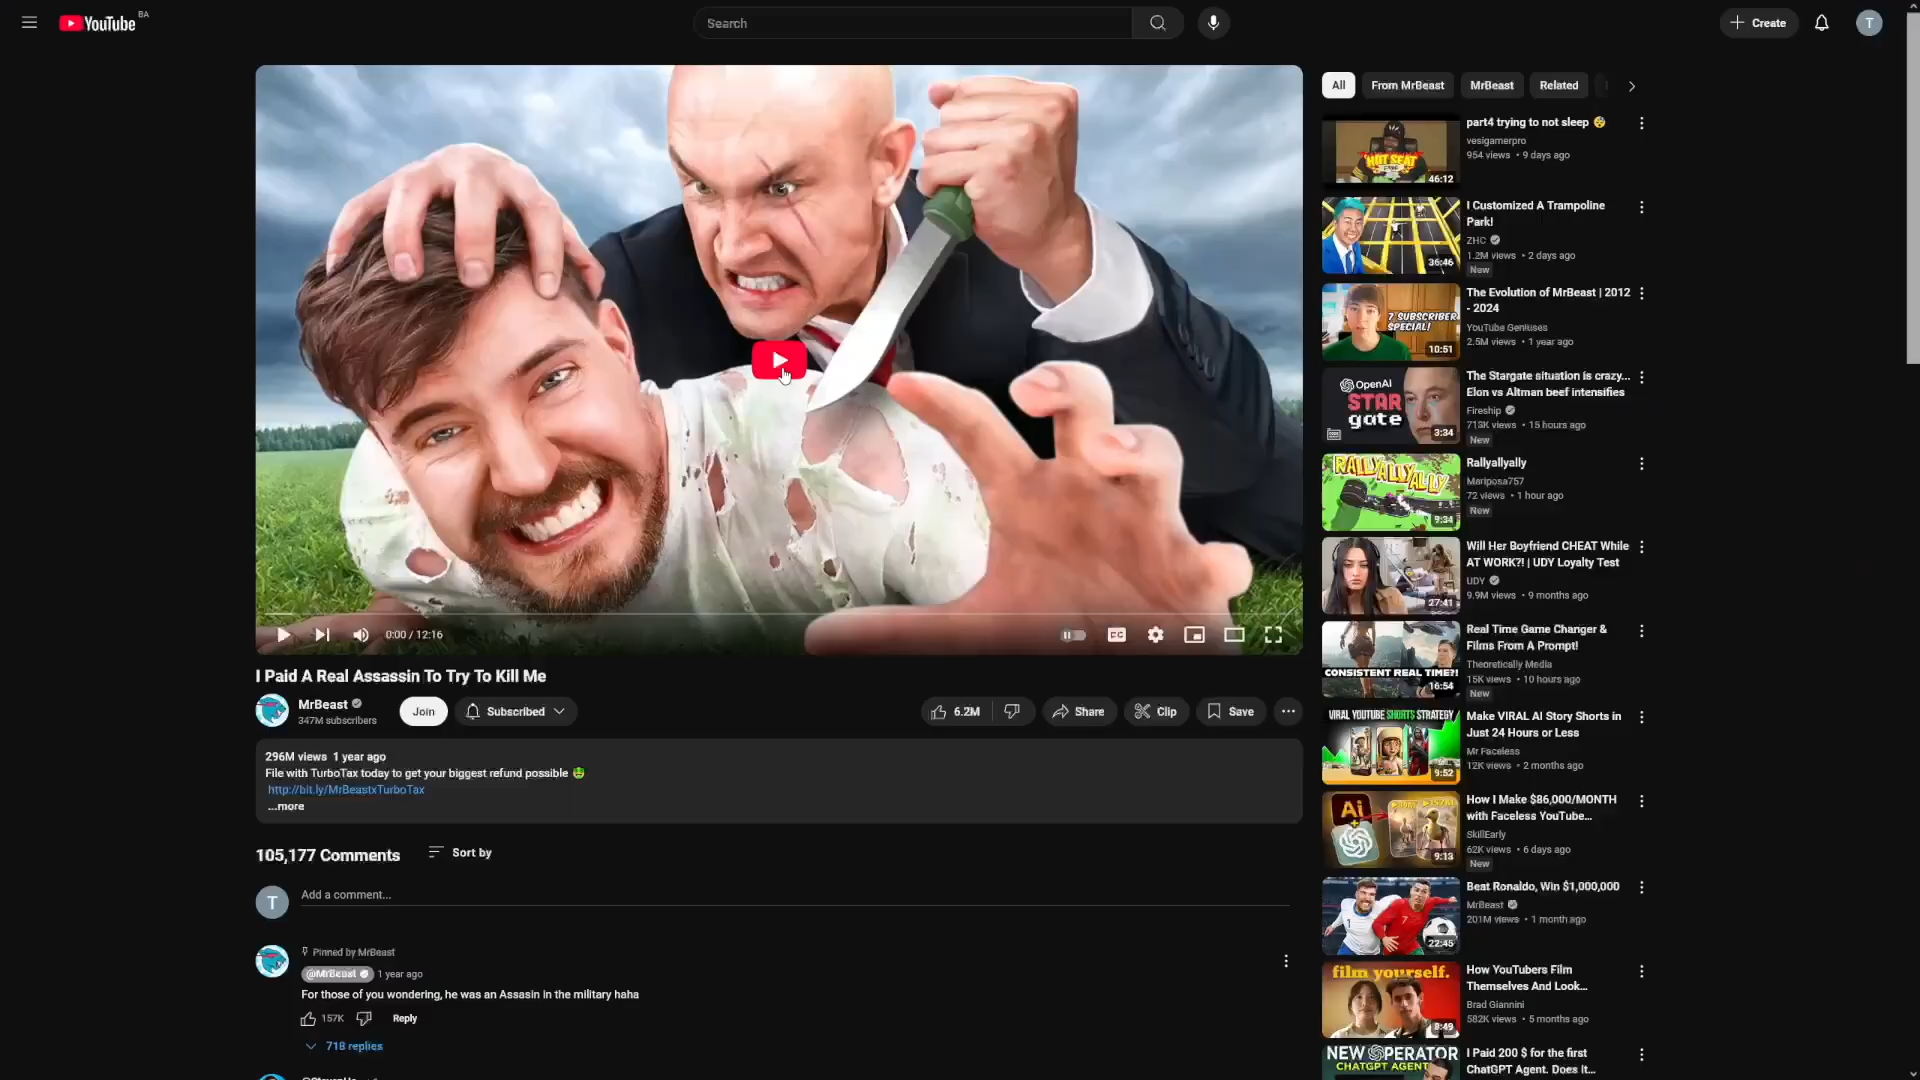 YouTube BA
Search
Create
T
All
From MrBeast
MrBeast
Related
0:00 / 12:16
CC
I Paid A Real Assassin To Try To Kill Me
MrBeast
347M subscribers
Join
Subscribed
6.2M
Share
Clip
Save
296M views 1 year ago
File with TurboTax today to get your biggest refund possible 🤑
http://bit.ly/MrBeastxTurboTax
...more
105,177 Comments
Sort by
T
Add a comment...
Pinned by MrBeast
@MrBeast
1 year ago
For those of you wondering, he was an Assasin in the military haha
157K
Reply
718 replies
HOT SEAT
46:12
part4 trying to not sleep 😴
vesigamerpro
954 views • 9 days ago
36:46
I Customized A Trampoline
Park!
ZHC
1.2M views • 2 days ago
New
7 SUBSCRIBER
SPECIAL!
10:51
The Evolution of MrBeast | 2012
- 2024
YouTube Geniuses
2.5M views • 1 year ago
OpenAI
STAR
gate
3:34
The Stargate situation is crazy...
Elon vs Altman beef intensifies
Fireship
713K views • 15 hours ago
New
RALLYALLYALLY
9:34
Rallyallyally
Mariposa757
72 views • 1 hour ago
New
27:41
Will Her Boyfriend CHEAT While
AT WORK?! | UDY Loyalty Test
UDY
9.9M views • 9 months ago
CONSISTENT REAL TIME?!
16:54
Real Time Game Changer &
Films From A Prompt!
Theoretically Media
15K views • 10 hours ago
New
VIRAL YOUTUBE SHORTS STRATEGY
9:52
Make VIRAL AI Story Shorts in
Just 24 Hours or Less
Mr Faceless
12K views • 2 months ago
Ai
+
9:13
How I Make $86,000/MONTH
with Faceless YouTube...
SkillEarly
62K views • 6 days ago
New
1
7
22:45
Beat Ronaldo, Win $1,000,000
MrBeast
201M views • 1 month ago
film yourself.
8:49
How YouTubers Film
Themselves And Look...
Brad Giannini
582K views • 5 months ago
NEW OPERATOR
CHATGPT AGENT
I Paid 200 $ for the first
ChatGPT Agent. Does it...